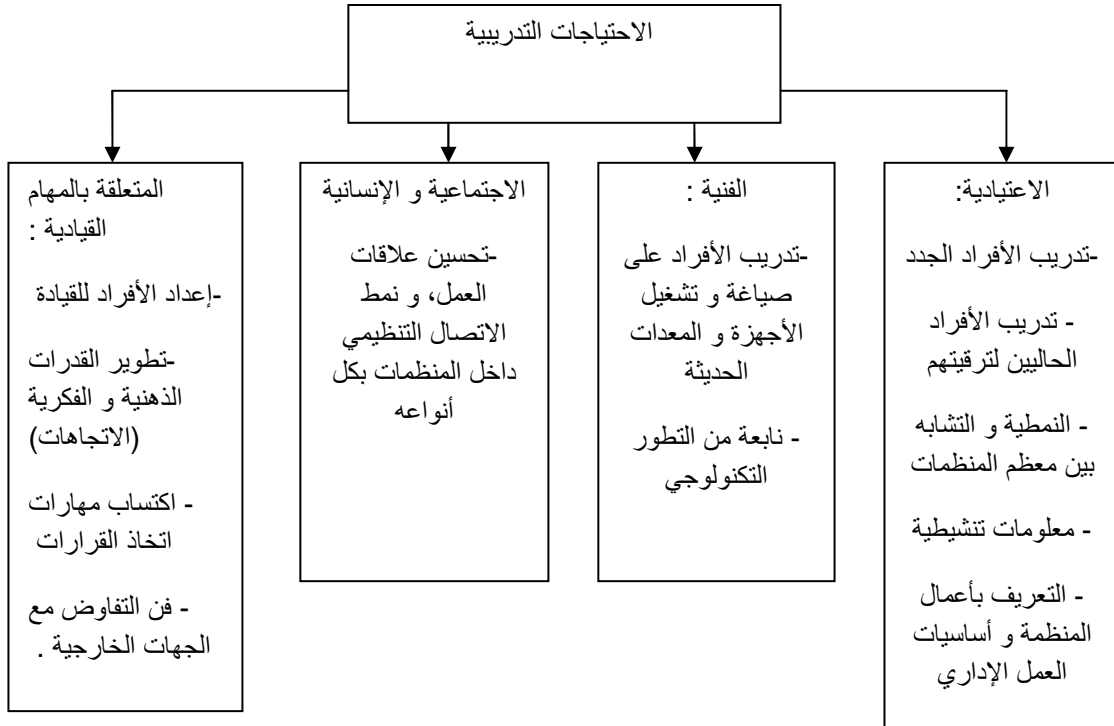 الاحتياجات التدريبية
الاعتيادية:
-تدريب الأفراد الجدد
- تدريب الأفراد
الحاليين لترقيتهم
- النمطية و التشابه
بين معظم المنظمات
- معلومات تنشيطية
- التعريف بأعمال
المنظمة و أساسيات
العمل الإداري
الفنية :
-تدريب الأفراد على
صياغة و تشغيل
الأجهزة و المعدات
الحديثة
- نابعة من التطور
التكنولوجي
الاجتماعية و الإنسانية
-تحسين علاقات
العمل، و نمط
الاتصال التنظيمي
داخل المنظمات بكل
أنواعه
المتعلقة بالمهام
القيادية :
-إعداد الأفراد للقيادة
-تطوير القدرات
الذهنية و الفكرية
(الاتجاهات)
- اكتساب مهارات
اتخاذ القرارات
- فن التفاوض مع
الجهات الخارجية .